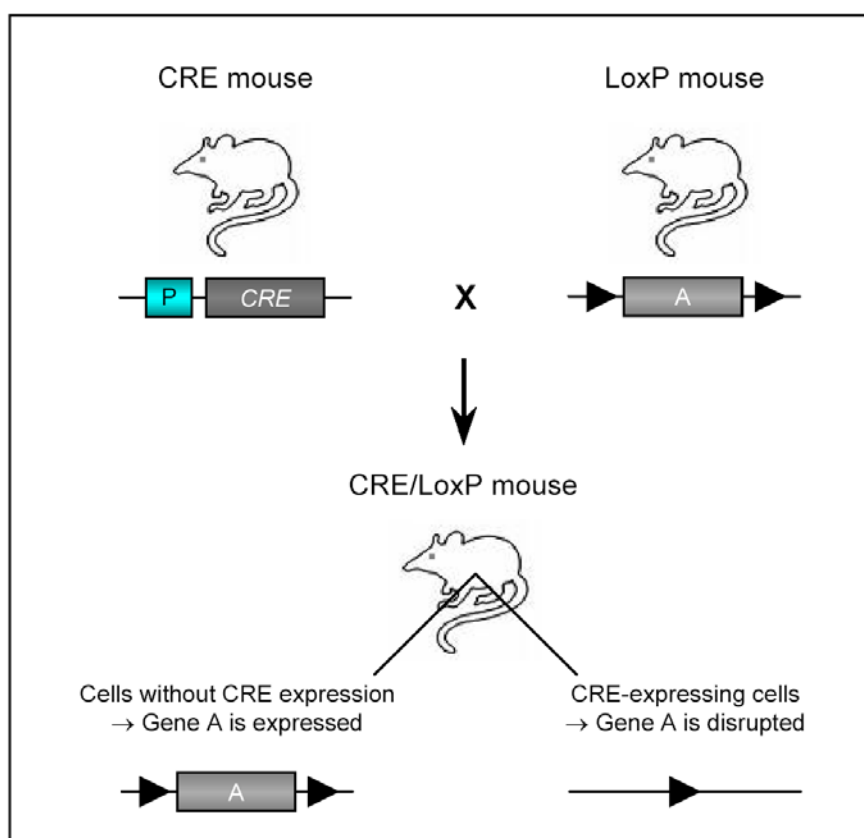 CRE mouse
LoxP mouse
P
CRE
X
A
CRE/LoxP mouse
Cells without CRE expression
→ Gene A is expressed
CRE-expressing cells
→ Gene A is disrupted
A